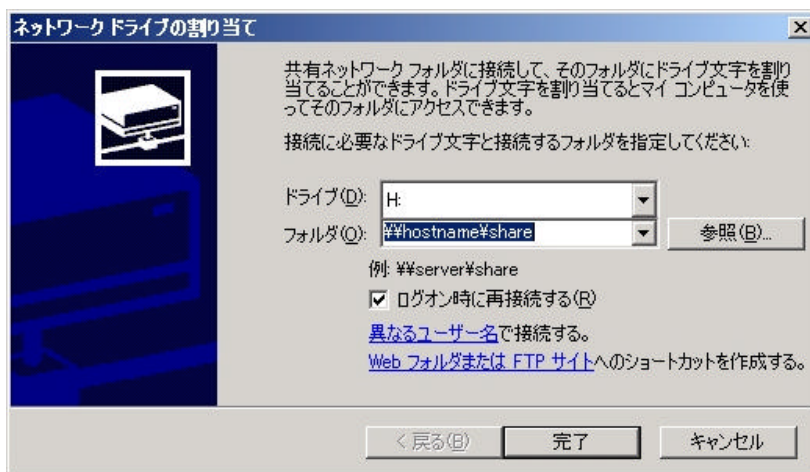 ネットワーク ドライブの割り当て
共有ネットワーク フォルダに接続して、そのフォルダにドライブ文字を割り
当てることができます。ドライブ文字を割り当てるとマイ コンピュータを使
ってそのフォルダにアクセスできます。
接続に必要なドライブ文字と接続するフォルダを指定してください:
ドライブ(D): H:
フォルダ(O): ¥¥hostname¥share 参照(B)...
例: ¥¥server¥share
ログオン時に再接続する(R)
異なるユーザー名で接続する。
Web フォルダまたは FTP サイトへのショートカットを作成する。
< 戻る(B) 完了 キャンセル